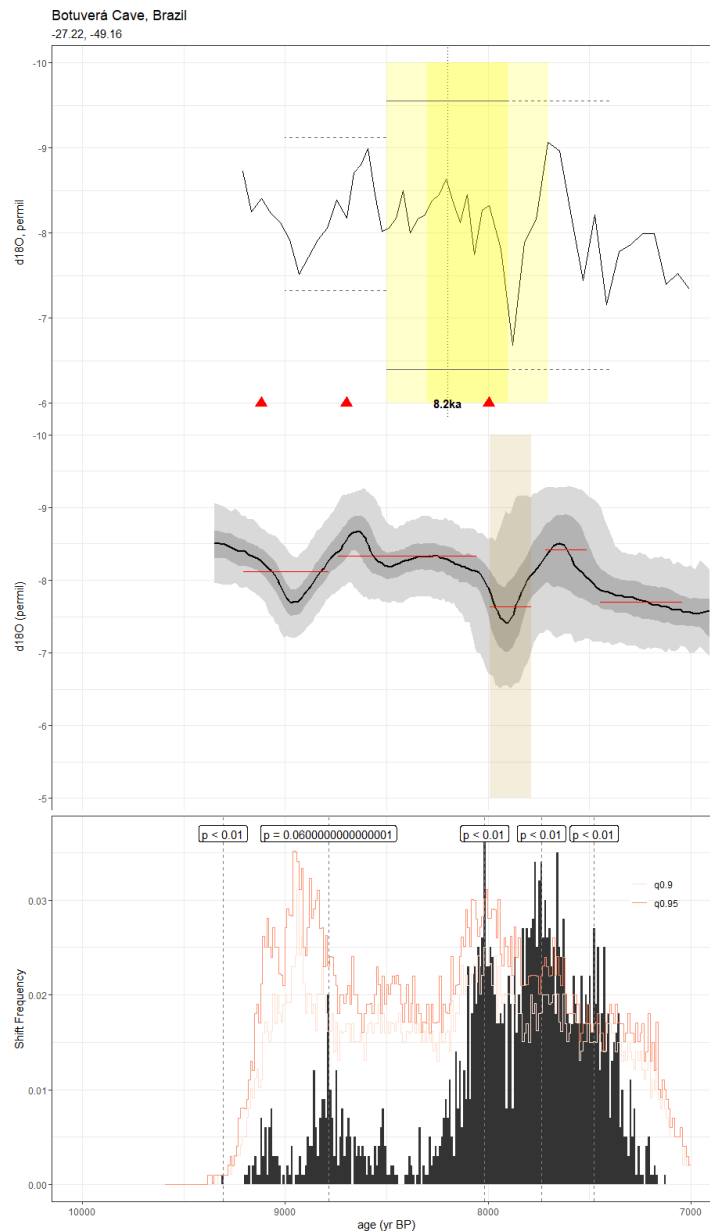 Botuverá Cave, Brazil
-27.22, -49.16
-10
-9
-8
-7
-6
d18O, permil
8.2ka
-10
-9
-8
-7
-6
-5
d18O (permil)
p < 0.01
p = 0.0600000000000001
p < 0.01
p < 0.01
p < 0.01
q0.9
q0.95
0.03
0.02
0.01
0.00
Shift Frequency
10000
9000
8000
7000
age (yr BP)